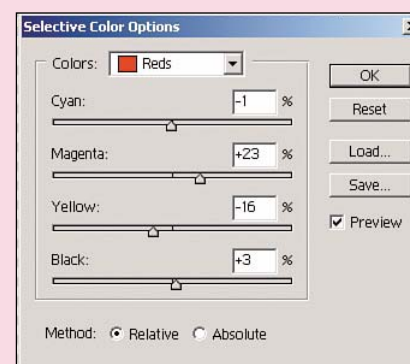 Selective Color Options
Colors: Reds
OK
Cyan: -1 %
Reset
Magenta: +23 %
Load...
Yellow: -16 %
Save...
Preview
Black: +3 %
Method: Relative Absolute